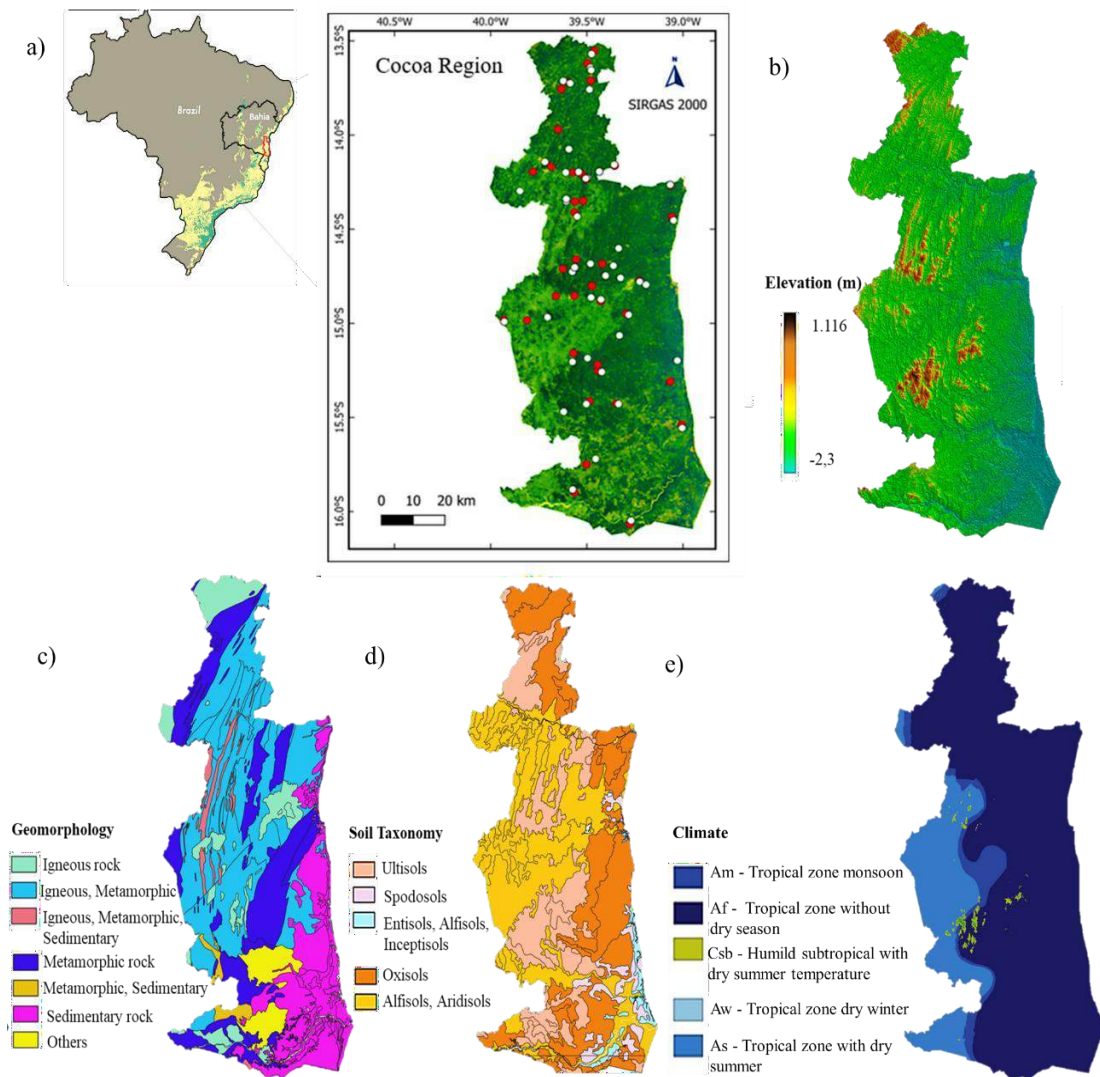 a)
Brazil
Bahia
40.0°W 40.5°W 39.5°W 39.0°W
13.5°S
14.0°S
14.5°S
15.0°S
15.5°S
16.0°S
Cocoa Region
N
SIRGAS 2000
0 10 20 km
b)
Elevation (m)
1.116
-2,3
c)
Geomorphology
Igneous rock
Igneous, Metamorphic
Igneous, Metamorphic,
Sedimentary
Metamorphic rock
Metamorphic, Sedimentary
Sedimentary rock
Others
d)
Soil Taxonomy
Ultisols
Spodosols
Entisols, Alfisols,
Inceptisols
Oxisols
Alfisols, Aridisols
e)
Climate
Am - Tropical zone monsoon
Af - Tropical zone without
dry season
Csb - Humild subtropical with
dry summer temperature
Aw - Tropical zone dry winter
As - Tropical zone with dry
summer